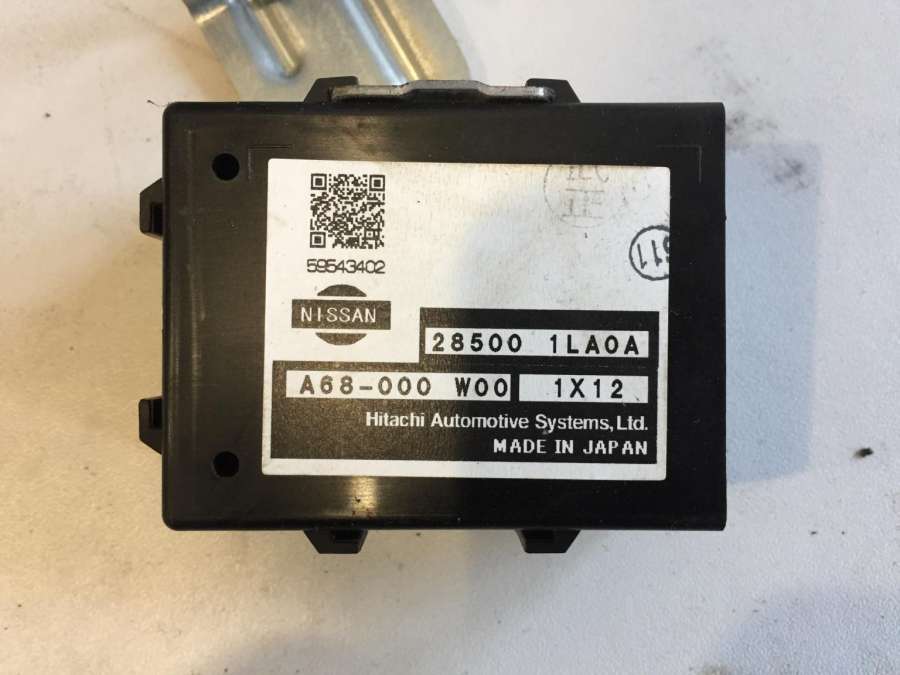 59543402
NISSAN
28500 1LA0A
A68-000 W00 1X12
Hitachi Automotive Systems, Ltd.
MADE IN JAPAN